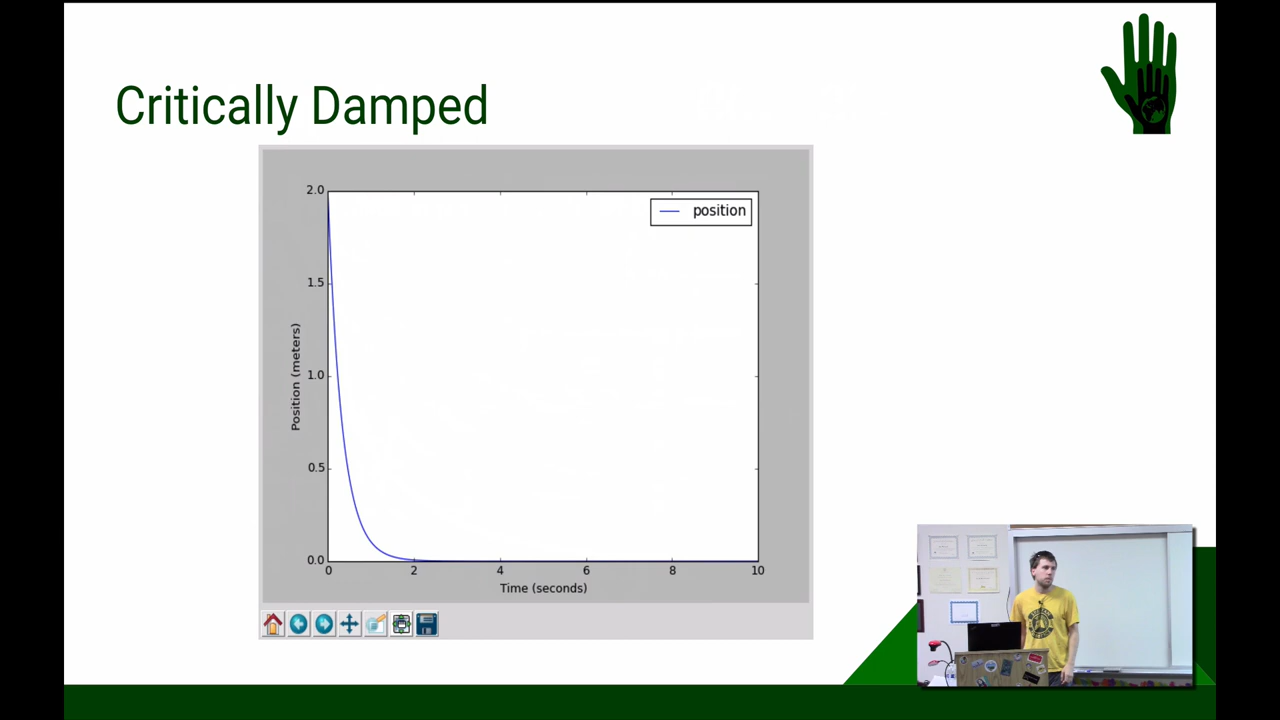 Critically Damped
2.0
position
1.5
1.0
0.5
0.0
0 2 4 6 8 10
Position (meters)
Time (seconds)